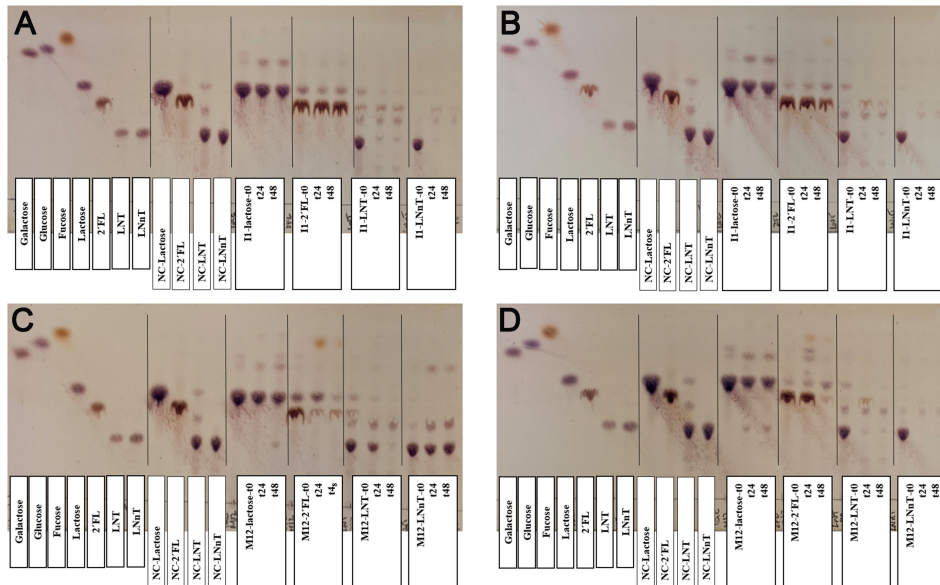 A
Galactose
Glucose
Fucose
Lactose
2´FL
LNT
LNnT
NC-Lactose
NC-2´FL
NC-LNT
NC-LNnT
I1-lactose-t0
t24
t48
I1-2´FL-t0
t24
t48
I1-LNT-t0
t24
t48
I1-LNnT-t0
t24
t48
B
Galactose
Glucose
Fucose
Lactose
2´FL
LNT
LNnT
NC-Lactose
NC-2´FL
NC-LNT
NC-LNnT
I1-lactose-t0
t24
t48
I1-2´FL-t0
t24
t48
I1-LNT-t0
t24
t48
I1-LNnT-t0
t24
t48
C
Galactose
Glucose
Fucose
Lactose
2´FL
LNT
LNnT
NC-Lactose
NC-2´FL
NC-LNT
NC-LNnT
M12-lactose-t0
t24
t48
M12-2´FL-t0
t24
t48
M12-LNT-t0
t24
t48
M12-LNnT-t0
t24
t48
D
Galactose
Glucose
Fucose
Lactose
2´FL
LNT
LNnT
NC-Lactose
NC-2´FL
NC-LNT
NC-LNnT
M12-lactose-t0
t24
t48
M12-2´FL-t0
t24
t48
M12-LNT-t0
t24
t48
M12-LNnT-t0
t24
t48